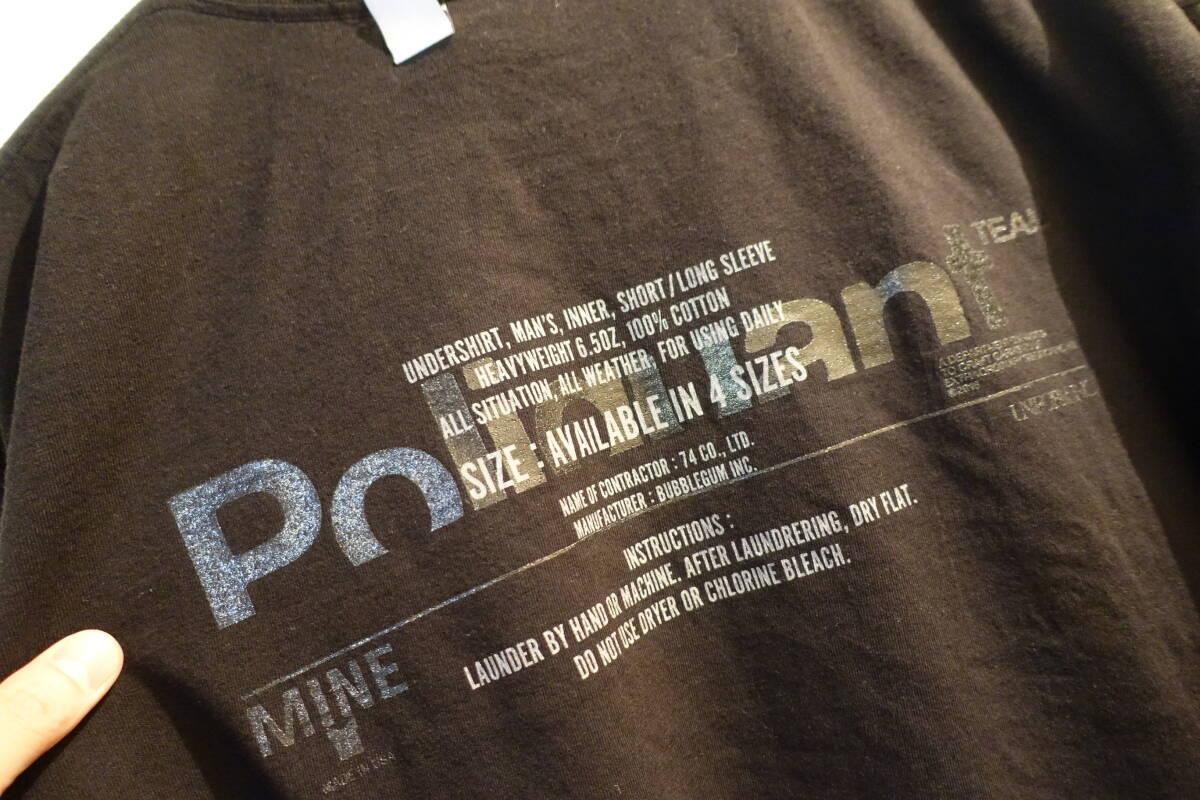 UNDERSHIRT, MAN'S, INNER, SHORT/LONG SLEEVE
HEAVYWEIGHT 6.5OZ, 100% COTTON
ALL SITUATION, ALL WEATHER, FOR USING DAILY
SIZE : AVAILABLE IN 4 SIZES
NAME OF CONTRACTOR : 74 CO., LTD.
MANUFACTURER : BUBBLEGUM INC.
INSTRUCTIONS :
LAUNDER BY HAND OR MACHINE. AFTER LAUNDRERING, DRY FLAT.
DO NOT USE DRYER OR CHLORINE BLEACH.
MINE
MADE IN USA